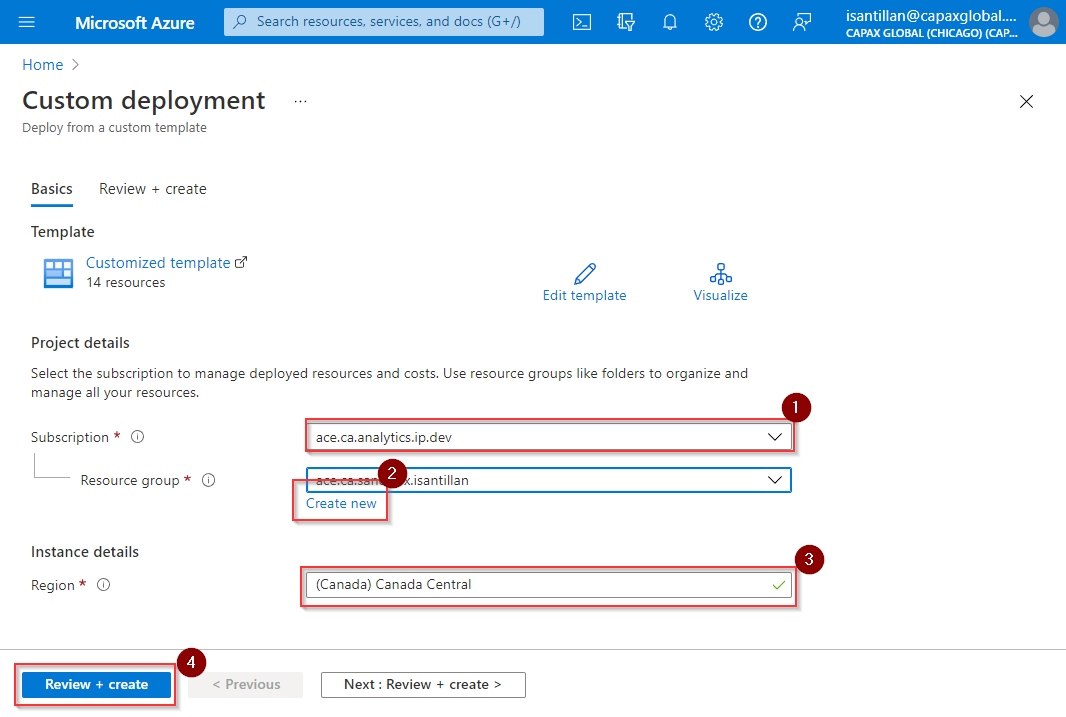 Microsoft Azure
Search resources, services, and docs (G+/)
isantillan@capaxglobal....
CAPAX GLOBAL (CHICAGO) (CAP...
Home >
Custom deployment ...
Deploy from a custom template
Basics
Review + create
Template
Customized template
14 resources
Edit template
Visualize
Project details
Select the subscription to manage deployed resources and costs. Use resource groups like folders to organize and
manage all your resources.
1
Subscription *
ace.ca.analytics.ip.dev
2
Resource group *
ace.ca.san x.isantillan
Create new
Instance details
3
Region *
(Canada) Canada Central
4
Review + create
< Previous
Next : Review + create >